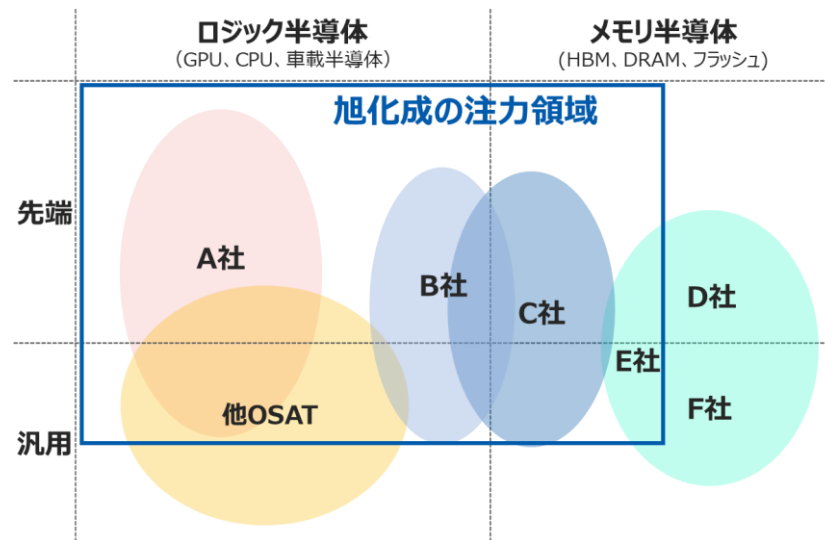 ロジック半導体
（GPU、CPU、車載半導体）
メモリ半導体
(HBM、DRAM、フラッシュ)
旭化成の注力領域
先端
A社
B社
C社
D社
E社
他OSAT
F社
汎用